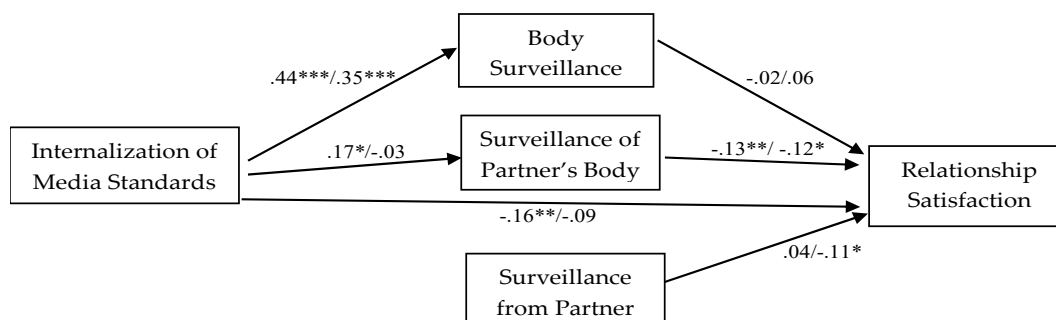 Body
Surveillance
.44***/.35***
-.02/.06
Internalization of
Media Standards
.17*/-.03
Surveillance of
Partner's Body
-.13**/ -.12*
Relationship
Satisfaction
-.16**/-.09
.04/-.11*
Surveillance
from Partner